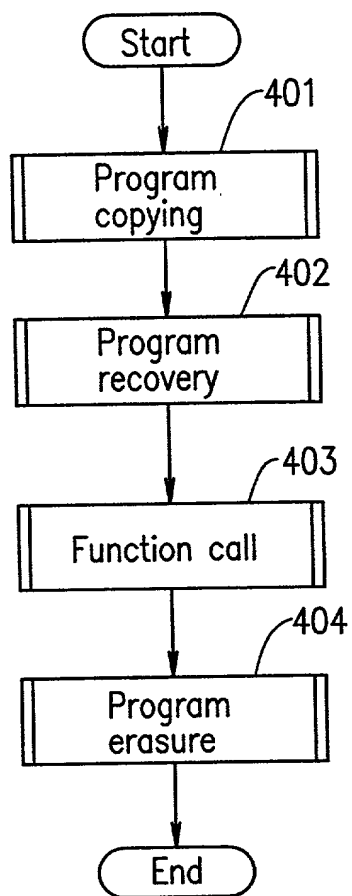 Start
401
Program
copying
402
Program
recovery
403
Function call
404
Program
erasure
End